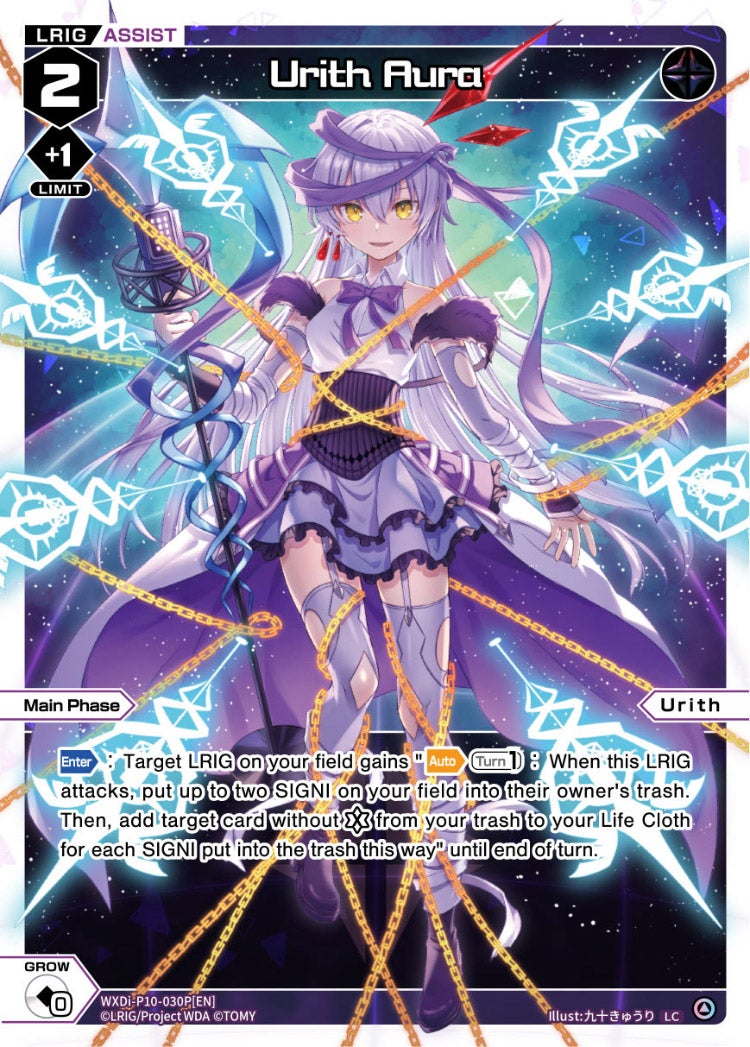 LRIG ASSIST
2
Urith Aura
+1
LIMIT
Main Phase
Urith
Enter : Target LRIG on your field gains " Auto Turn 1 : When this LRIG
attacks, put up to two SIGNI on your field into their owner's trash.
Then, add target card without from your trash to your Life Cloth
for each SIGNI put into the trash this way" until end of turn.
GROW
0
WXDi-P10-030P[EN]
©LRIG/Project WDA ©TOMY
Illust:九十きゅうり LC